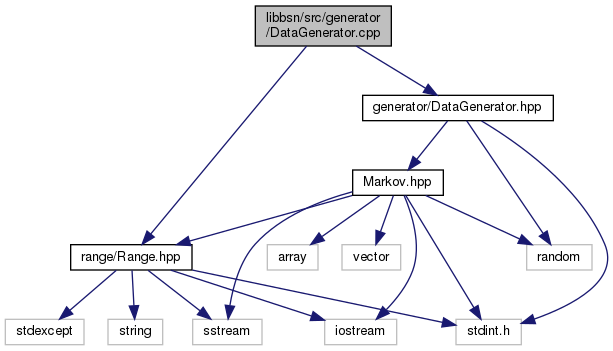 libbsn/src/generator
/DataGenerator.cpp
generator/DataGenerator.hpp
Markov.hpp
range/Range.hpp
array
vector
random
stdexcept
string
sstream
iostream
stdint.h